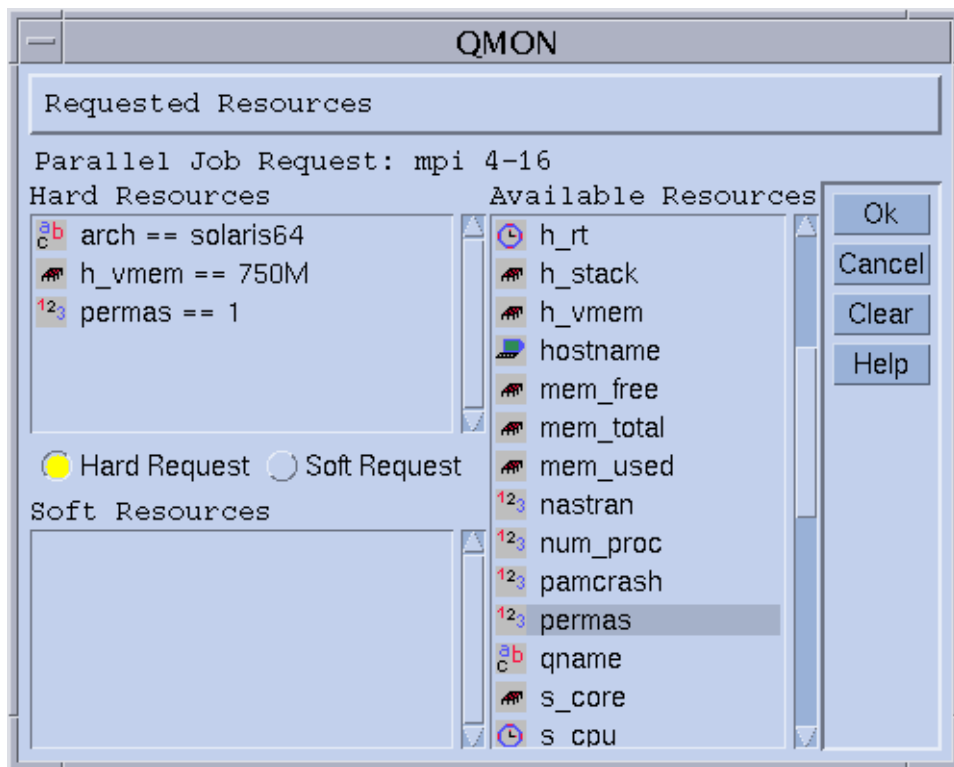 QMON
Requested Resources
Parallel Job Request: mpi 4-16
Hard Resources
arch == solaris64
h_vmem == 750M
permas == 1
Hard Request
Soft Request
Soft Resources
Available Resources
h_rt
h_stack
h_vmem
hostname
mem_free
mem_total
mem_used
nastran
num_proc
pamcrash
permas
qname
s_core
s_cpu
Ok
Cancel
Clear
Help